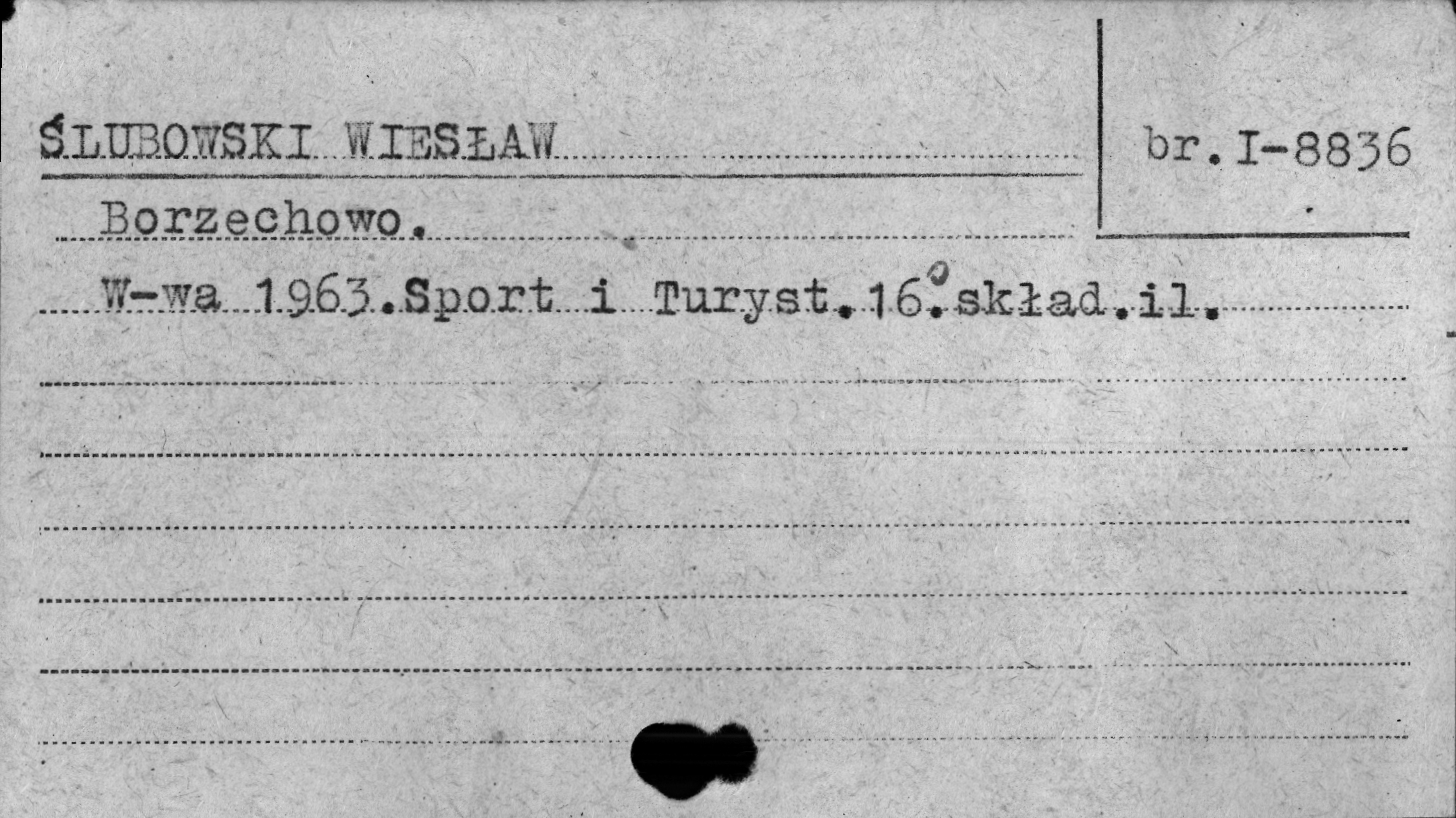 ŚLUBOWSKI WIESŁAW
br.I-8836
Borzechowo.
W-wa 1963.Sport i Turyst.16°.skład.il.